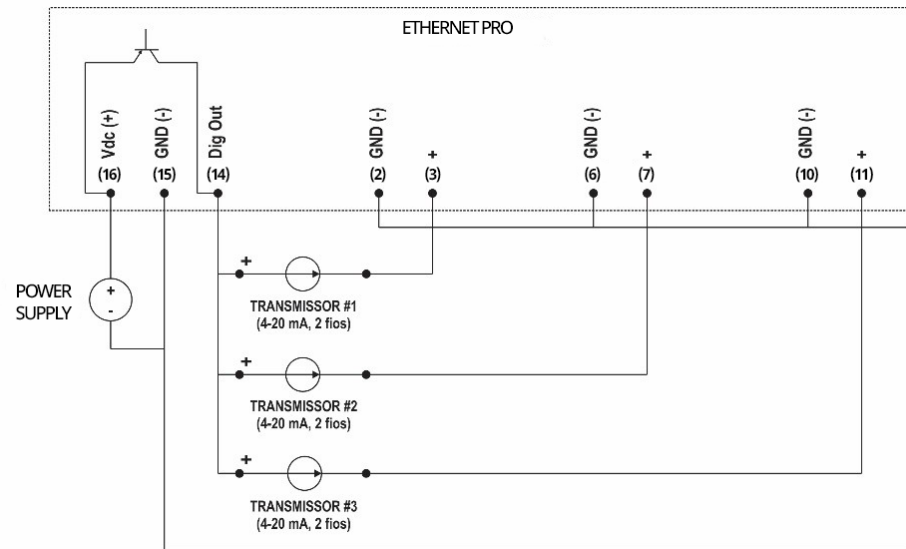 ETHERNET PRO
Vdc (+)
GND (-)
Dig Out
GND (-)
+
GND (-)
+
GND (-)
+
(16)
(15)
(14)
(2)
(3)
(6)
(7)
(10)
(11)
+
TRANSMISSOR #1
(4-20 mA, 2 fios)
POWER
SUPPLY
+
-
+
TRANSMISSOR #2
(4-20 mA, 2 fios)
+
TRANSMISSOR #3
(4-20 mA, 2 fios)